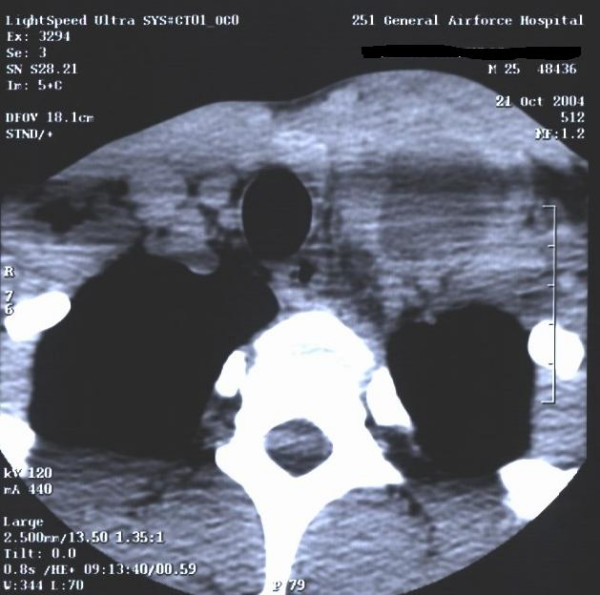 LightSpeed Ultra SYS#CT01_OC0
Ex: 3294
Se: 3
SN S28.21
Im: 5+C
DFOV 18.1cm
STND/+
251 General Airforce Hospital
M 25 48436
21 Oct 2004
512
MF:1.2
R
7
6
kV 120
mA 440
Large
2.500mm/13.50 1.35:1
Tilt: 0.0
0.8s /HE+ 09:13:40/00.59
W:344 L:70
P 79